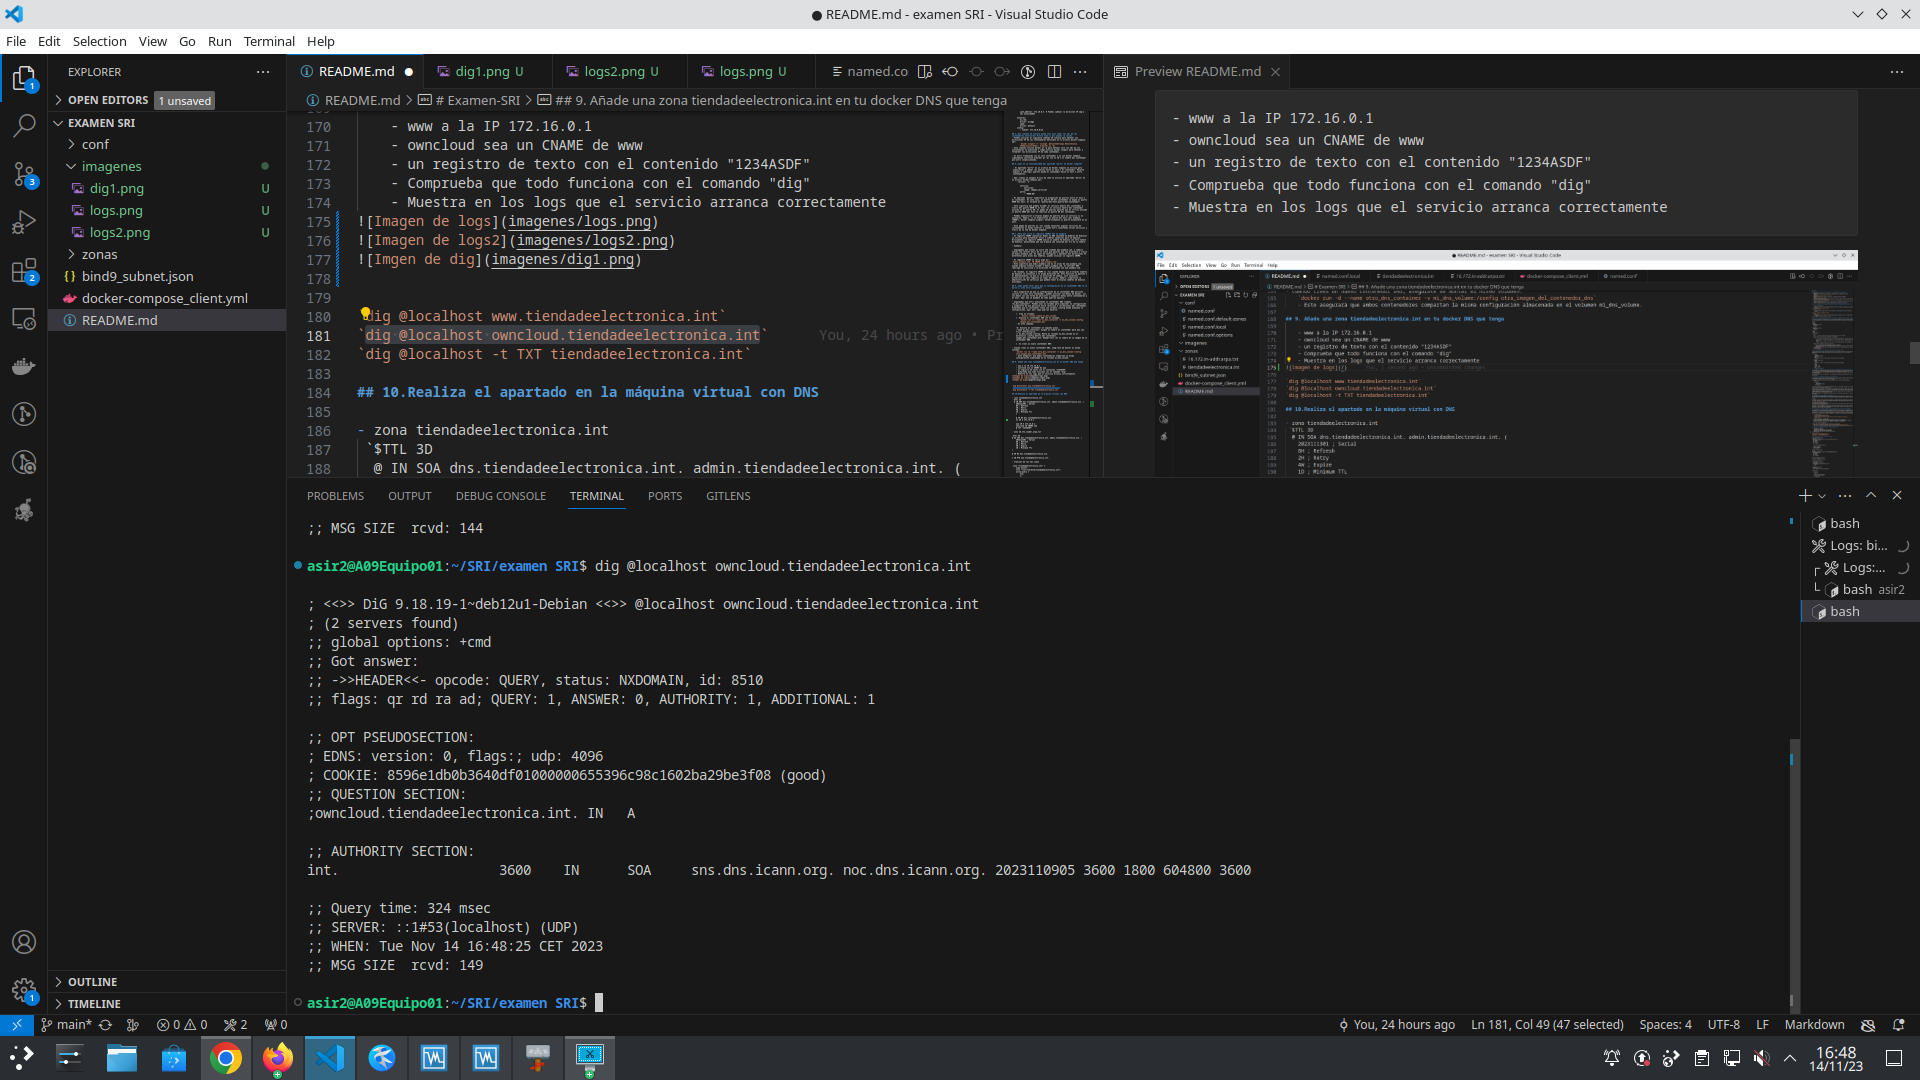 README.md - examen SRI - Visual Studio Code
File Edit Selection View Go Run Terminal Help
EXPLORER
OPEN EDITORS 1 unsaved
EXAMEN SRI
conf
imagenes
dig1.png U
logs.png U
logs2.png U
zonas
bind9_subnet.json
docker-compose_client.yml
README.md
OUTLINE
TIMELINE
README.md
dig1.png U
logs2.png U
logs.png U
named.co
README.md > # Examen-SRI > ## 9. Añade una zona tiendadeelectronica.int en tu docker DNS que tenga
170 - www a la IP 172.16.0.1
171 - owncloud sea un CNAME de www
172 - un registro de texto con el contenido "1234ASDF"
173 - Comprueba que todo funciona con el comando "dig"
174 - Muestra en los logs que el servicio arranca correctamente
175 ![Imagen de logs](imagenes/logs.png)
176 ![Imagen de logs2](imagenes/logs2.png)
177 ![Imgen de dig](imagenes/dig1.png)
178
179
180 dig @localhost www.tiendadeelectronica.int`
181 `dig @localhost owncloud.tiendadeelectronica.int` You, 24 hours ago • Pr
182 `dig @localhost -t TXT tiendadeelectronica.int`
183
184 ## 10.Realiza el apartado en la máquina virtual con DNS
185
186 - zona tiendadeelectronica.int
187 `$TTL 3D
188 @ IN SOA dns.tiendadeelectronica.int. admin.tiendadeelectronica.int. (
Preview README.md
- www a la IP 172.16.0.1
- owncloud sea un CNAME de www
- un registro de texto con el contenido "1234ASDF"
- Comprueba que todo funciona con el comando "dig"
- Muestra en los logs que el servicio arranca correctamente
PROBLEMS OUTPUT DEBUG CONSOLE TERMINAL PORTS GITLENS
;; MSG SIZE  rcvd: 144
asir2@A09Equipo01:~/SRI/examen SRI$ dig @localhost owncloud.tiendadeelectronica.int
; <<>> DiG 9.18.19-1~deb12u1-Debian <<>> @localhost owncloud.tiendadeelectronica.int
; (2 servers found)
;; global options: +cmd
;; Got answer:
;; ->>HEADER<<- opcode: QUERY, status: NXDOMAIN, id: 8510
;; flags: qr rd ra ad; QUERY: 1, ANSWER: 0, AUTHORITY: 1, ADDITIONAL: 1
;; OPT PSEUDOSECTION:
; EDNS: version: 0, flags:; udp: 4096
; COOKIE: 8596e1db0b3640df01000000655396c98c1602ba29be3f08 (good)
;; QUESTION SECTION:
;owncloud.tiendadeelectronica.int. IN A
;; AUTHORITY SECTION:
int. 3600 IN SOA sns.dns.icann.org. noc.dns.icann.org. 2023110905 3600 1800 604800 3600
;; Query time: 324 msec
;; SERVER: ::1#53(localhost) (UDP)
;; WHEN: Tue Nov 14 16:48:25 CET 2023
;; MSG SIZE  rcvd: 149
asir2@A09Equipo01:~/SRI/examen SRI$
bash
Logs: bi...
Logs:...
bash asir2
bash
main* 0 0 2 0
You, 24 hours ago Ln 181, Col 49 (47 selected) Spaces: 4 UTF-8 LF Markdown
16:48
14/11/23